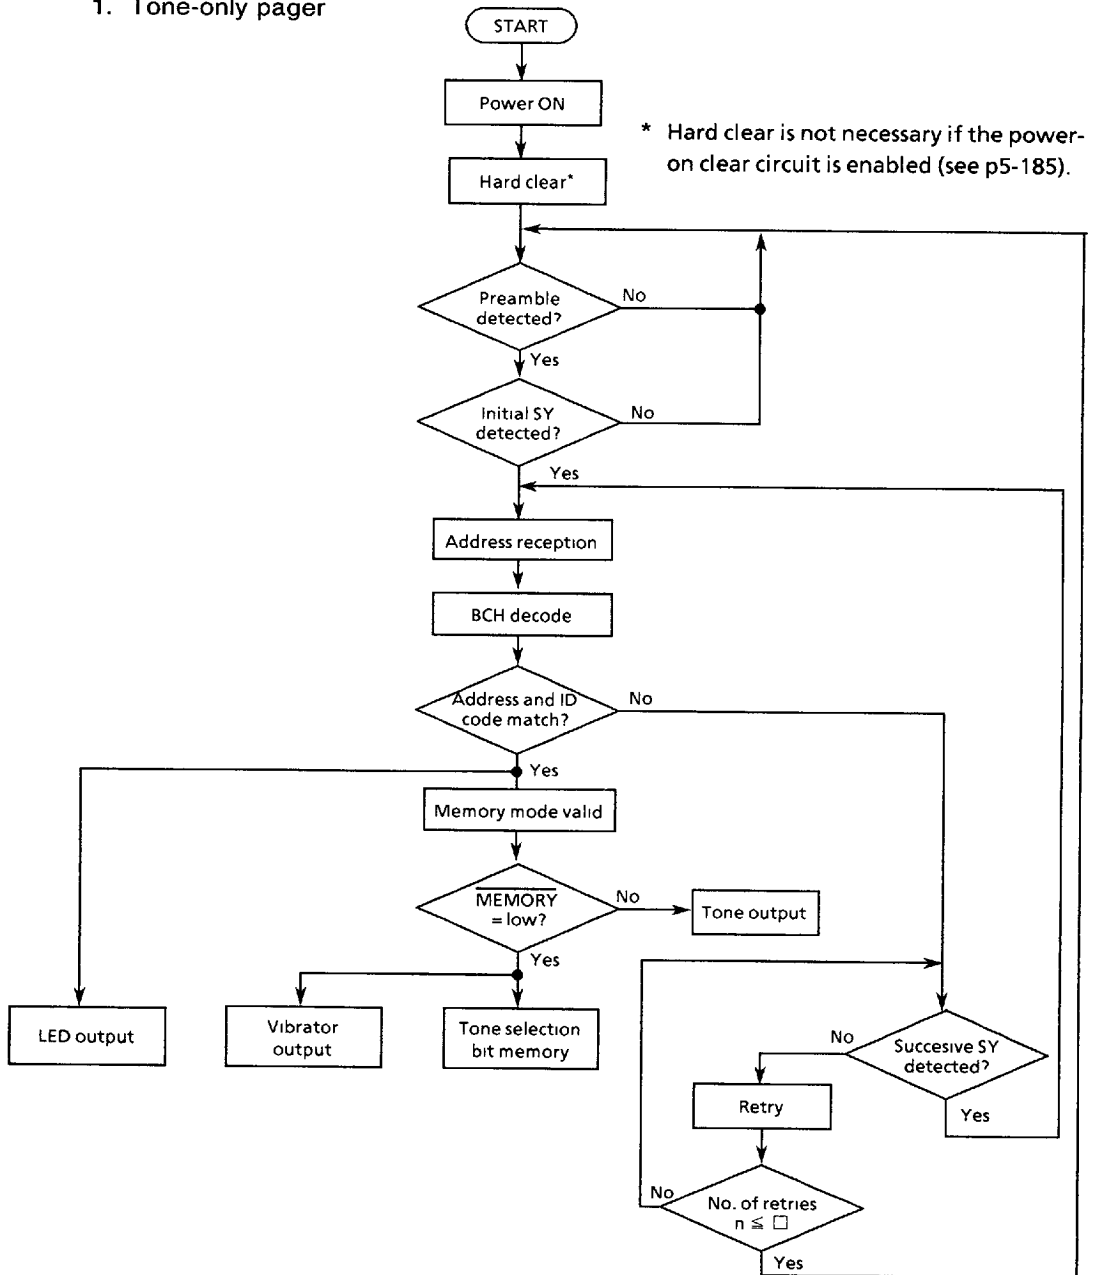 1. Tone-only pager
START
Power ON
* Hard clear is not necessary if the power-
on clear circuit is enabled (see p5-185).
Hard clear*
Preamble
detected?
No
Yes
Initial SY
detected?
No
Yes
Address reception
BCH decode
Address and ID
code match?
No
Yes
Memory mode valid
MEMORY
= low?
No
Tone output
Yes
LED output
Vibrator
output
Tone selection
bit memory
No
Succesive SY
detected?
Yes
Retry
No
No. of retries
n ≦ □
Yes